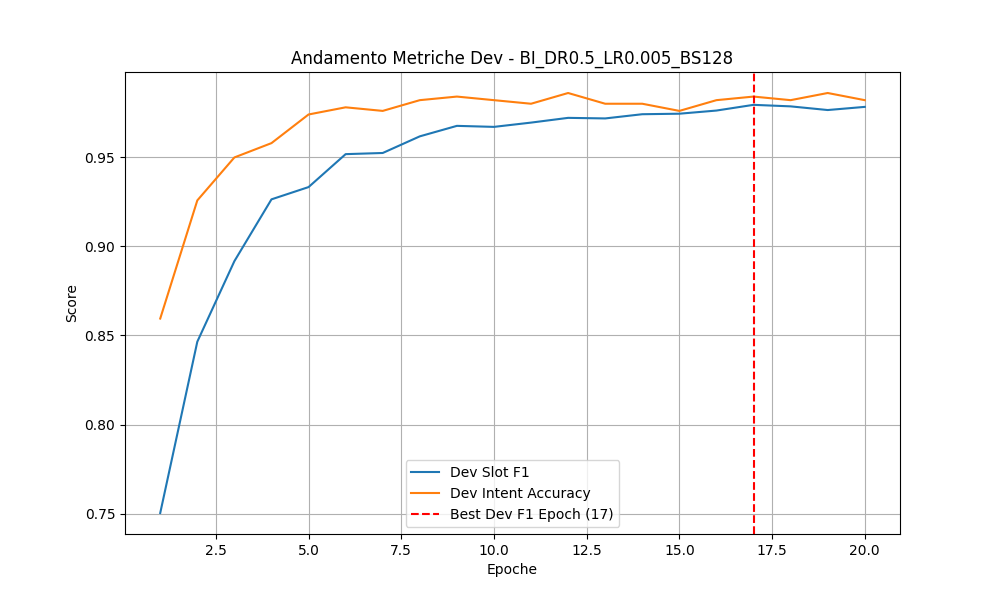 Andamento Metriche Dev - BI_DR0.5_LR0.005_BS128
Score
0.95
0.90
0.85
0.80
0.75
Dev Slot F1
Dev Intent Accuracy
Best Dev F1 Epoch (17)
2.5 5.0 7.5 10.0 12.5 15.0 17.5 20.0
Epoche